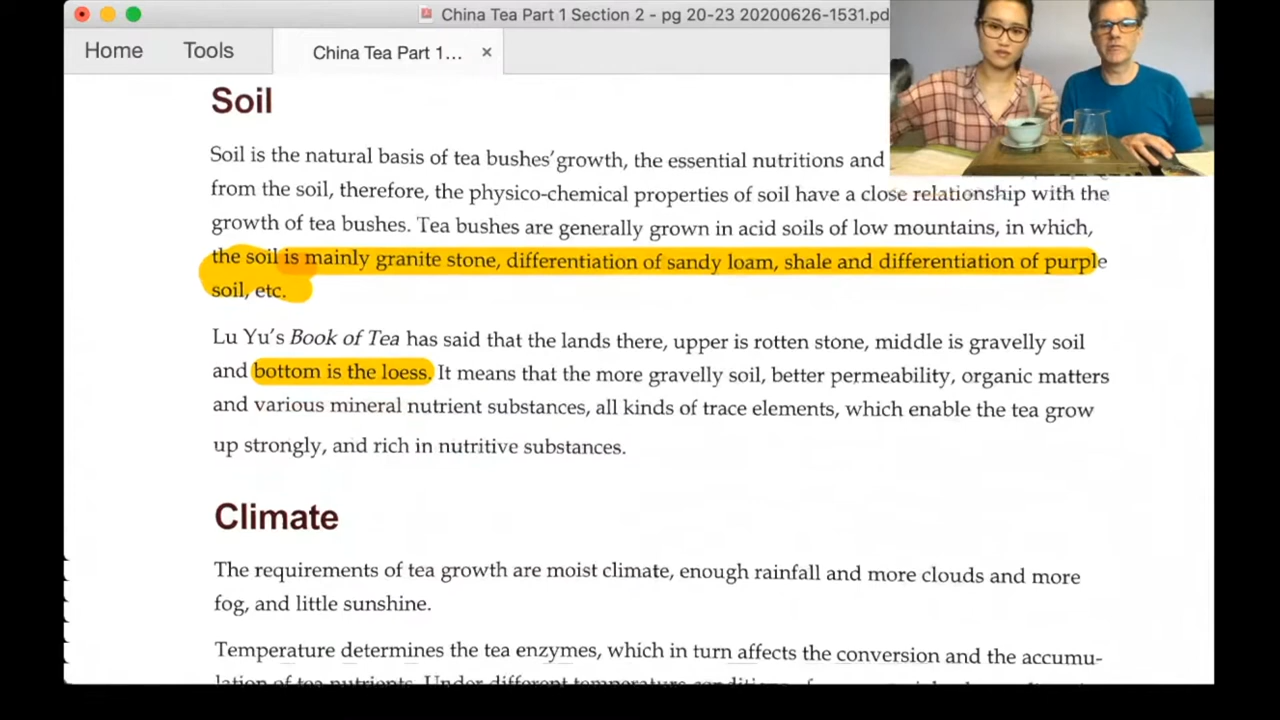 China Tea Part 1 Section 2 - pg 20-23 20200626-1531.pd
Home Tools China Tea Part 1... ×
Soil
Soil is the natural basis of tea bushes’growth, the essential nutritions and
from the soil, therefore, the physico-chemical properties of soil have a close relationship with the
growth of tea bushes. Tea bushes are generally grown in acid soils of low mountains, in which,
the soil is mainly granite stone, differentiation of sandy loam, shale and differentiation of purple
soil, etc.
Lu Yu’s Book of Tea has said that the lands there, upper is rotten stone, middle is gravelly soil
and bottom is the loess. It means that the more gravelly soil, better permeability, organic matters
and various mineral nutrient substances, all kinds of trace elements, which enable the tea grow
up strongly, and rich in nutritive substances.
Climate
The requirements of tea growth are moist climate, enough rainfall and more clouds and more
fog, and little sunshine.
Temperature determines the tea enzymes, which in turn affects the conversion and the accumu-
lation of tea nutrients. Under different temperature conditions, of